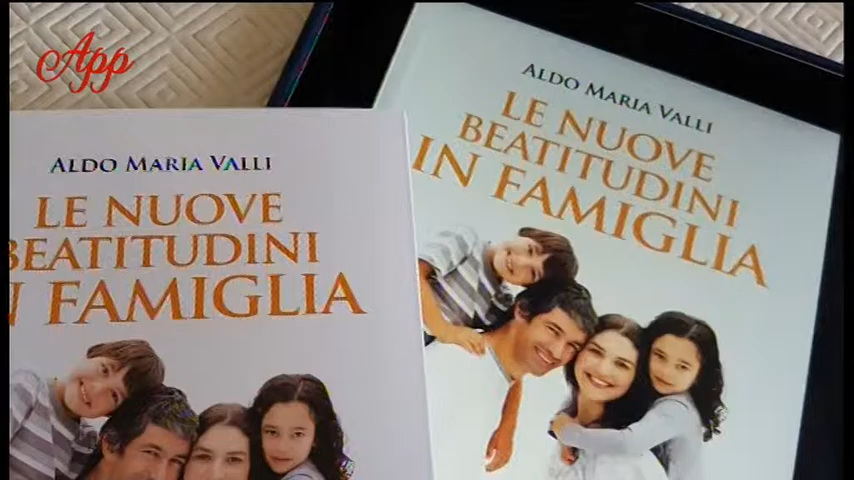 App
ALDO MARIA VALLI
LE NUOVE
BEATITUDINI
IN FAMIGLIA
ALDO MARIA VALLI
LE NUOVE
BEATITUDINI
IN FAMIGLIA